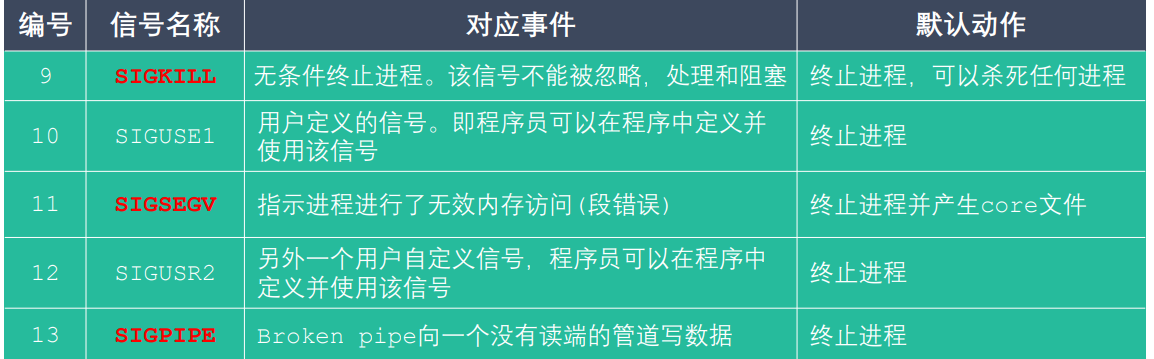 编号 信号名称 对应事件 默认动作
9 SIGKILL 无条件终止进程。该信号不能被忽略，处理和阻塞 终止进程，可以杀死任何进程
10 SIGUSE1 用户定义的信号。即程序员可以在程序中定义并
使用该信号 终止进程
11 SIGSEGV 指示进程进行了无效内存访问(段错误) 终止进程并产生core文件
12 SIGUSR2 另外一个用户自定义信号，程序员可以在程序中
定义并使用该信号 终止进程
13 SIGPIPE Broken pipe向一个没有读端的管道写数据 终止进程